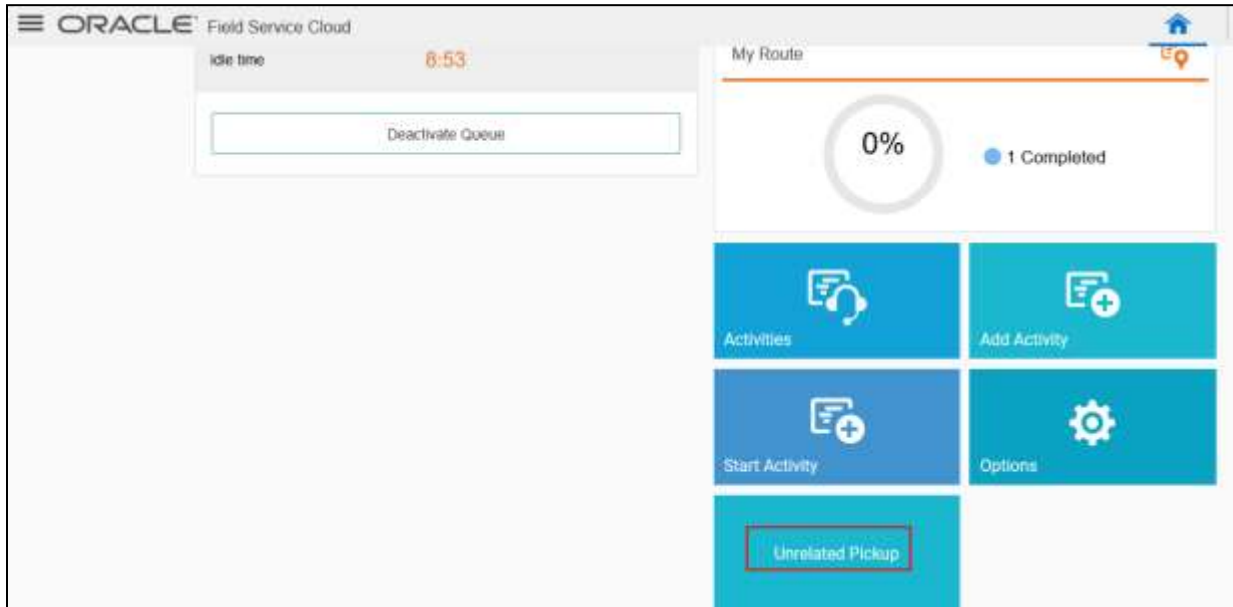 ORACLE Field Service Cloud
Idle time 8:53
Deactivate Queue
My Route
0%
1 Completed
Activities
Add Activity
Start Activity
Options
Unrelated Pickup